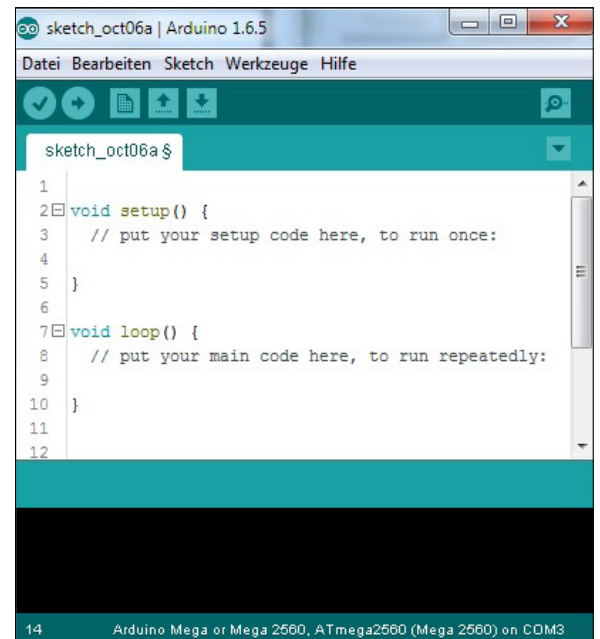 sketch_oct06a | Arduino 1.6.5
Datei Bearbeiten Sketch Werkzeuge Hilfe
sketch_oct06a §
1
2 void setup() {
3 // put your setup code here, to run once:
4
5 }
6
7 void loop() {
8 // put your main code here, to run repeatedly:
9
10 }
11
12
14 Arduino Mega or Mega 2560, ATmega2560 (Mega 2560) on COM3